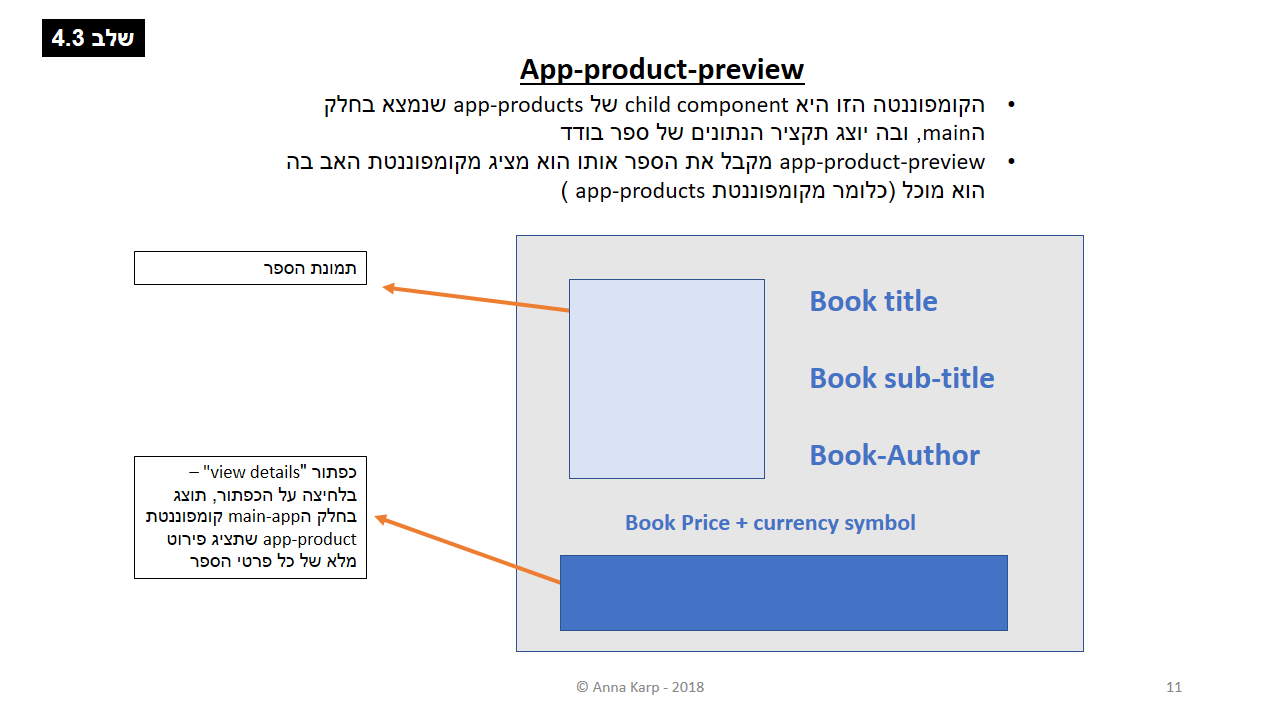 שלב 4.3
App-product-preview
• הקומפוננטה הזו היא child component של app-products שנמצא בחלק
הmain, ובה יוצג תקציר הנתונים של ספר בודד
• app-product-preview מקבל את הספר אותו הוא מציג מקומפוננטת האב בה
הוא מוכל (כלומר מקומפוננטת app-products )
תמונת הספר
Book title
Book sub-title
Book-Author
כפתור "view details" –
בלחיצה על הכפתור, תוצג
בחלק הmain-app קומפוננטת
app-product שתציג פירוט
מלא של כל פרטי הספר
Book Price + currency symbol
© Anna Karp - 2018
11